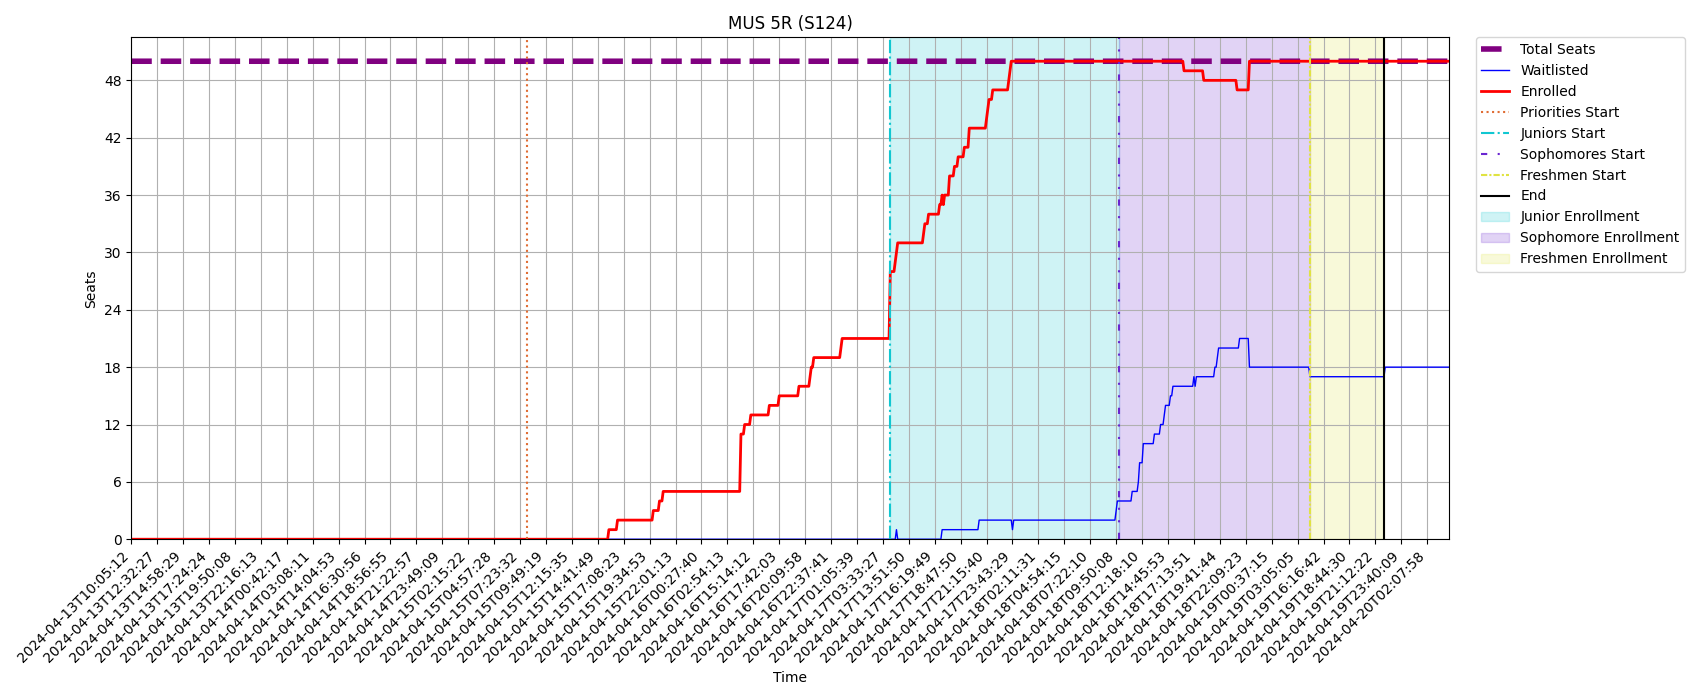 MUS 5R (S124)
Total Seats
Waitlisted
Enrolled
Priorities Start
Juniors Start
Sophomores Start
Freshmen Start
End
Junior Enrollment
Sophomore Enrollment
Freshmen Enrollment
Seats
48
42
36
30
24
18
12
6
0
2024-04-13T10:05:12
2024-04-13T12:32:27
2024-04-13T14:58:29
2024-04-13T17:24:24
2024-04-13T19:50:08
2024-04-13T22:16:13
2024-04-14T00:42:17
2024-04-14T03:08:11
2024-04-14T14:04:53
2024-04-14T16:30:56
2024-04-14T18:56:55
2024-04-14T21:22:57
2024-04-14T23:49:09
2024-04-15T02:15:22
2024-04-15T04:57:28
2024-04-15T07:23:32
2024-04-15T09:49:19
2024-04-15T12:15:35
2024-04-15T14:41:49
2024-04-15T17:08:23
2024-04-15T19:34:53
2024-04-15T22:01:13
2024-04-16T00:27:40
2024-04-16T02:54:13
2024-04-16T15:14:12
2024-04-16T17:42:03
2024-04-16T20:09:58
2024-04-16T22:37:41
2024-04-17T01:05:39
2024-04-17T03:33:27
2024-04-17T13:51:50
2024-04-17T16:19:49
2024-04-17T18:47:50
2024-04-17T21:15:40
2024-04-17T23:43:29
2024-04-18T02:11:31
2024-04-18T04:54:15
2024-04-18T07:22:10
2024-04-18T09:50:08
2024-04-18T12:18:10
2024-04-18T14:45:53
2024-04-18T17:13:51
2024-04-18T19:41:44
2024-04-18T22:09:23
2024-04-19T00:37:15
2024-04-19T03:05:05
2024-04-19T16:16:42
2024-04-19T18:44:30
2024-04-19T21:12:22
2024-04-19T23:40:09
2024-04-20T02:07:58
Time